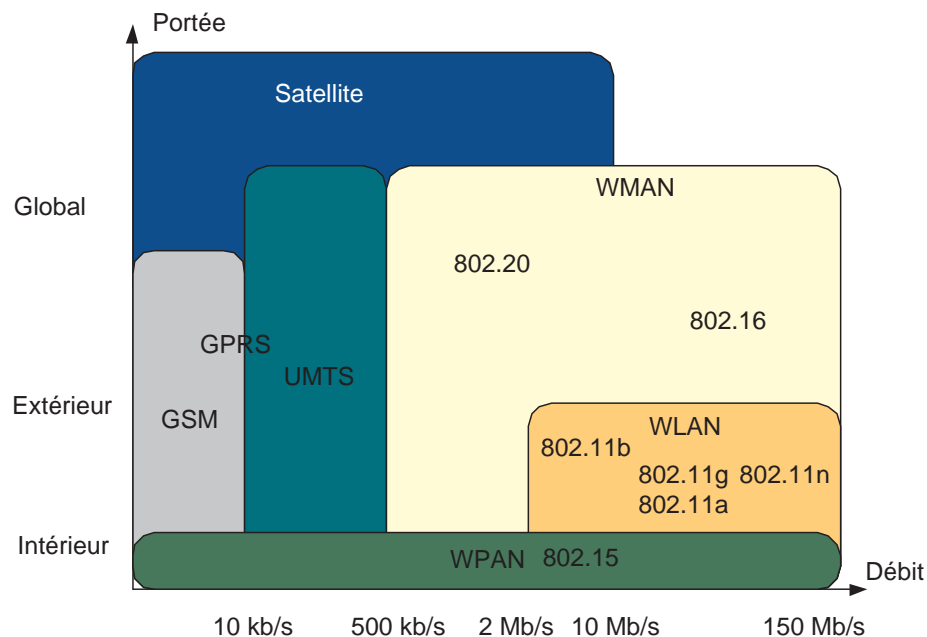 Portée
Satellite
WMAN
Global
802.20
802.16
GPRS
UMTS
Extérieur
GSM
WLAN
802.11b
802.11g 802.11n
802.11a
Intérieur
WPAN 802.15
Débit
10 kb/s 500 kb/s 2 Mb/s 10 Mb/s 150 Mb/s